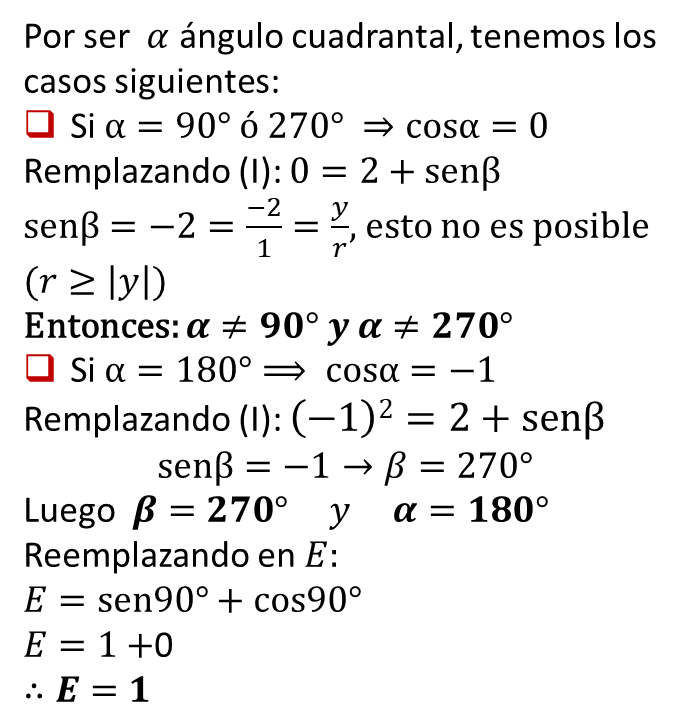 Por ser α ángulo cuadrantal, tenemos los
casos siguientes:
❑ Si α = 90° ó 270° ⇒ cosα = 0
Remplazando (I): 0 = 2 + senβ
senβ = −2 = −2/1 = y/r, esto no es posible
(r ≥ |y|)
Entonces: α ≠ 90° y α ≠ 270°
❑ Si α = 180° ⟹ cosα = −1
Remplazando (I): (−1)² = 2 + senβ
senβ = −1 → β = 270°
Luego β = 270° y α = 180°
Reemplazando en E:
E = sen90° + cos90°
E = 1 +0
∴ E = 1